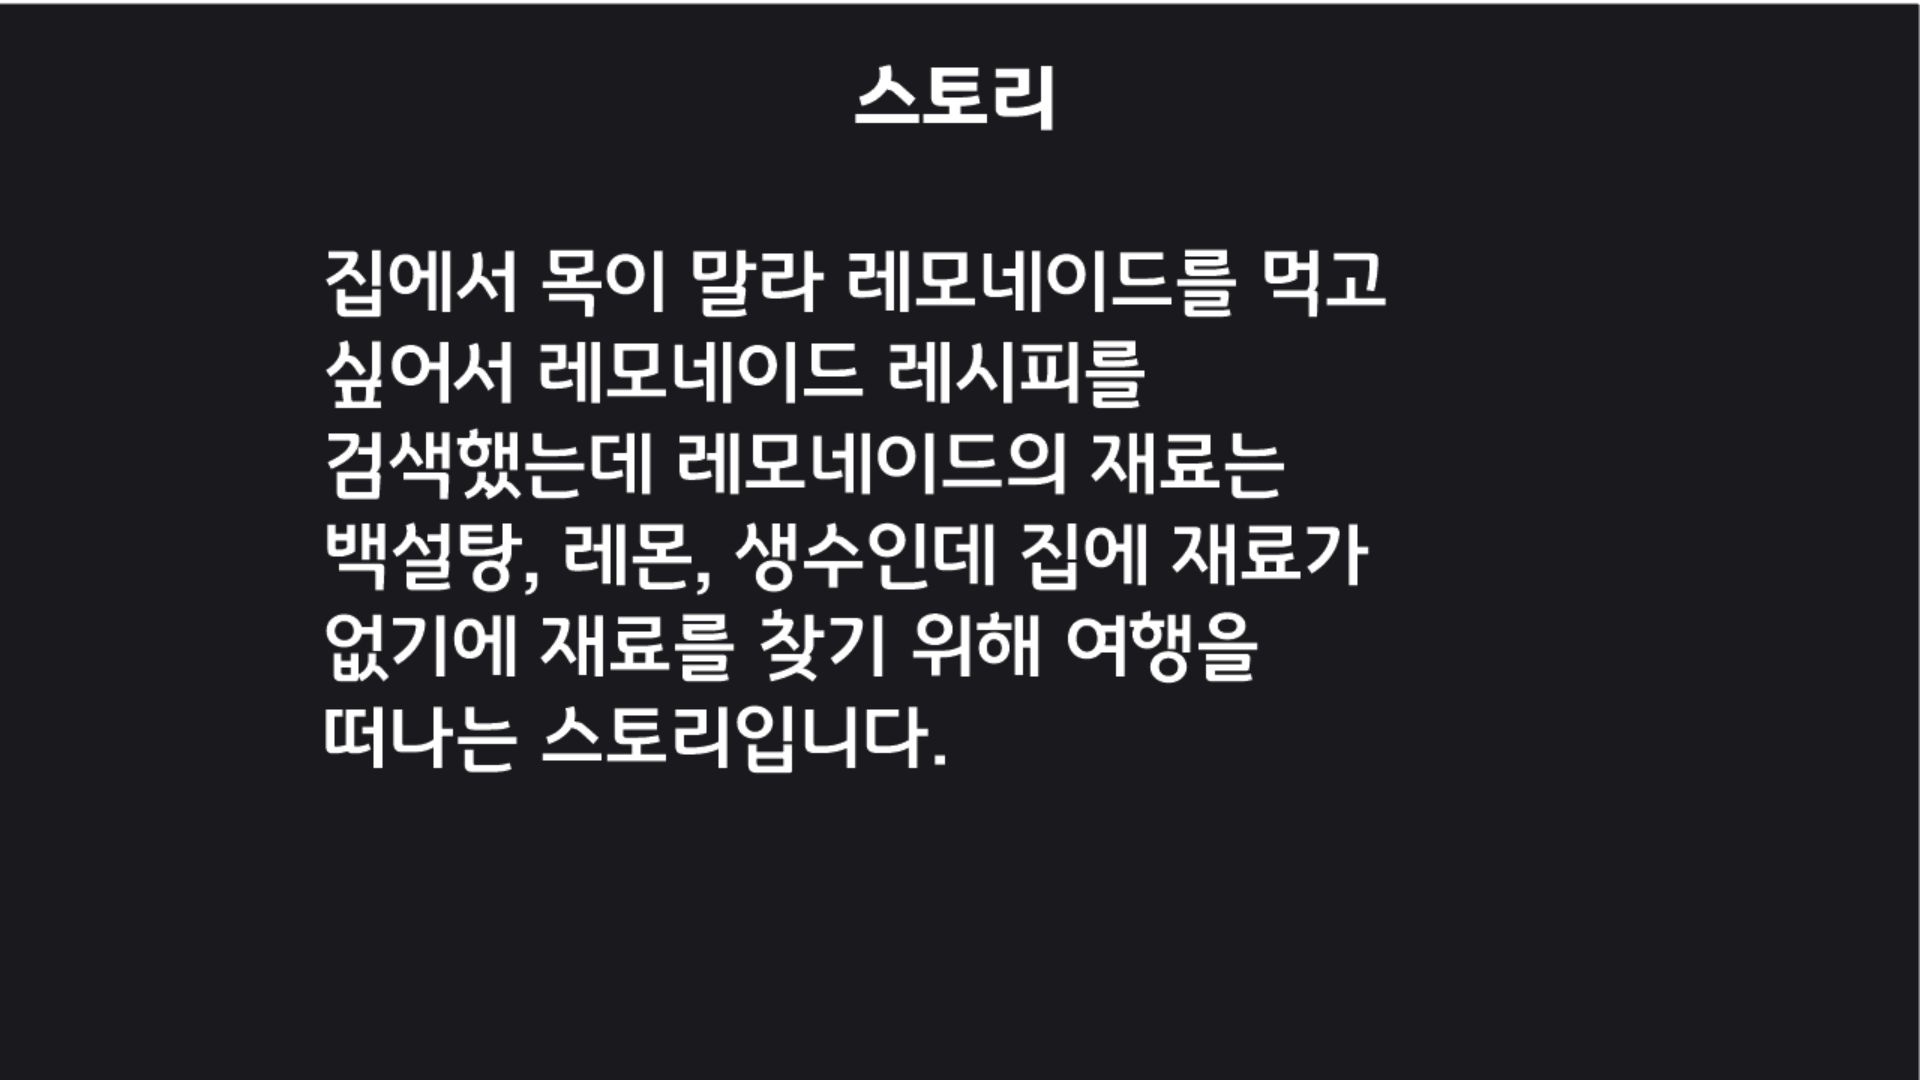 스토리
집에서 목이 말라 레모네이드를 먹고
싶어서 레모네이드 레시피를
검색했는데 레모네이드의 재료는
백설탕, 레몬, 생수인데 집에 재료가
없기에 재료를 찾기 위해 여행을
떠나는 스토리입니다.